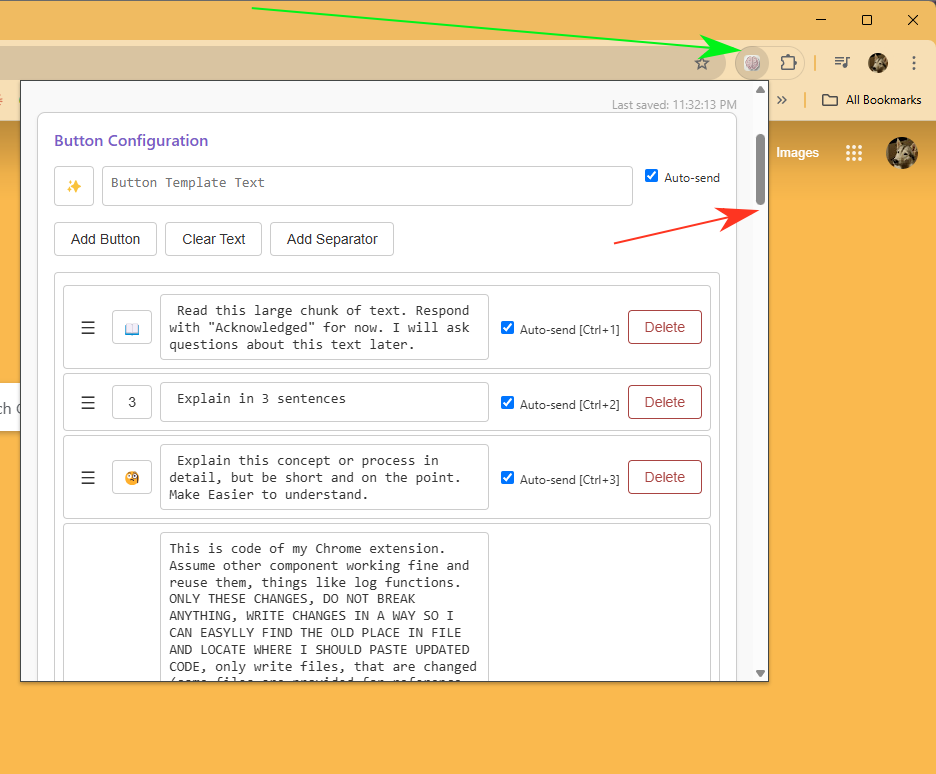 All Bookmarks
Last saved: 11:32:13 PM
Images
Button Configuration
Button Template Text
Auto-send
Add Button
Clear Text
Add Separator
Read this large chunk of text. Respond
with "Acknowledged" for now. I will ask
questions about this text later.
Auto-send [Ctrl+1]
Delete
3
Explain in 3 sentences
Auto-send [Ctrl+2]
Delete
Explain this concept or process in
detail, but be short and on the point.
Make Easier to understand.
Auto-send [Ctrl+3]
Delete
This is code of my Chrome extension.
Assume other component working fine and
reuse them, things like log functions.
ONLY THESE CHANGES, DO NOT BREAK
ANYTHING, WRITE CHANGES IN A WAY SO I
CAN EASYLLY FIND THE OLD PLACE IN FILE
AND LOCATE WHERE I SHOULD PASTE UPDATED
CODE, only write files, that are changed
(some files are provided for reference